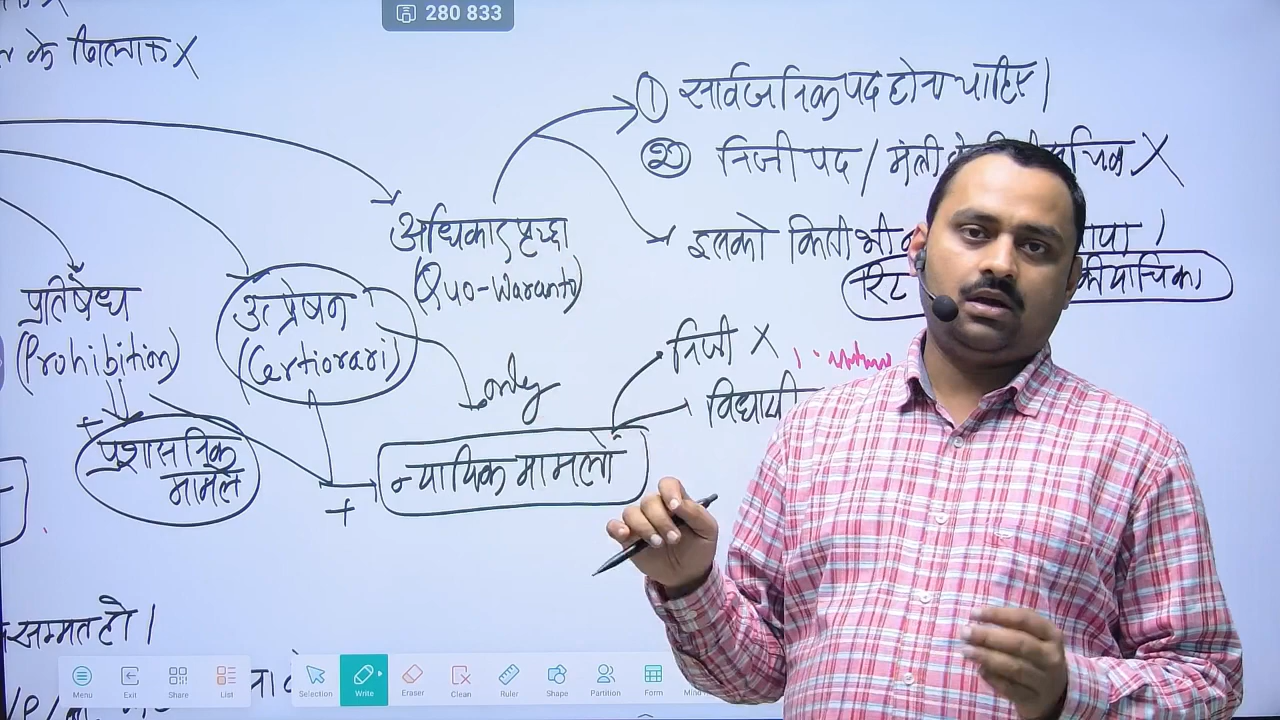 280 833
के खिलाफ X
① सार्वजनिक पद होना चाहिए।
② निजी पद / मंत्री X
अधिकार पृच्छा
(Quo-Waranto)
इसको किसी भी
रिट याचिका
प्रतिषेध
(Prohibition)
उत्प्रेषण
(Certiorari)
only
निजी X
विधायी
प्रशासनिक
मामले
+
न्यायिक मामलों
+
सम्मत हो।
Menu
Exit
Share
List
Selection
Write
Eraser
Clean
Ruler
Shape
Partition
Form